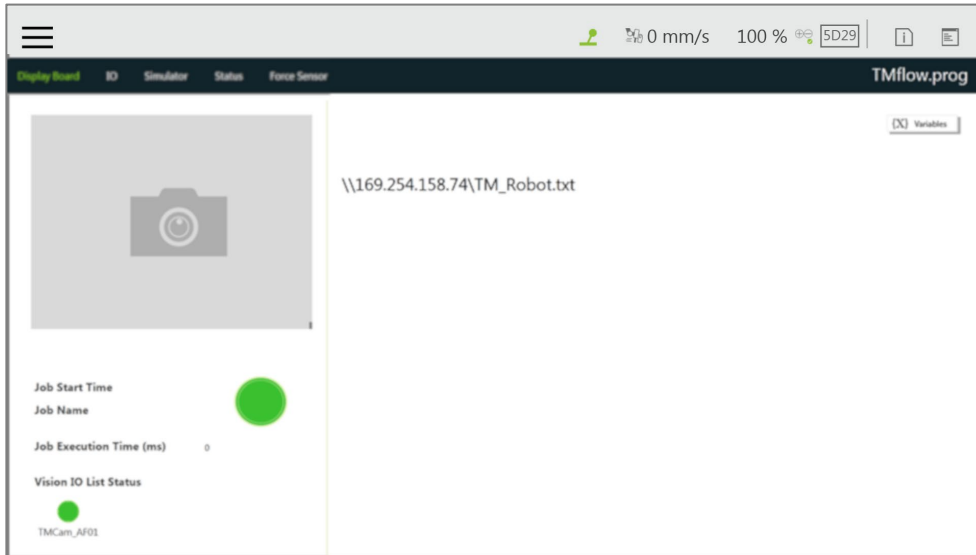 0 mm/s 100 % 5D29
Display Board IO Simulator Status Force Sensor TMflow.prog
(X) Variables
\\169.254.158.74\TM_Robot.txt
Job Start Time
Job Name
Job Execution Time (ms) 0
Vision IO List Status
TMCam_AF01